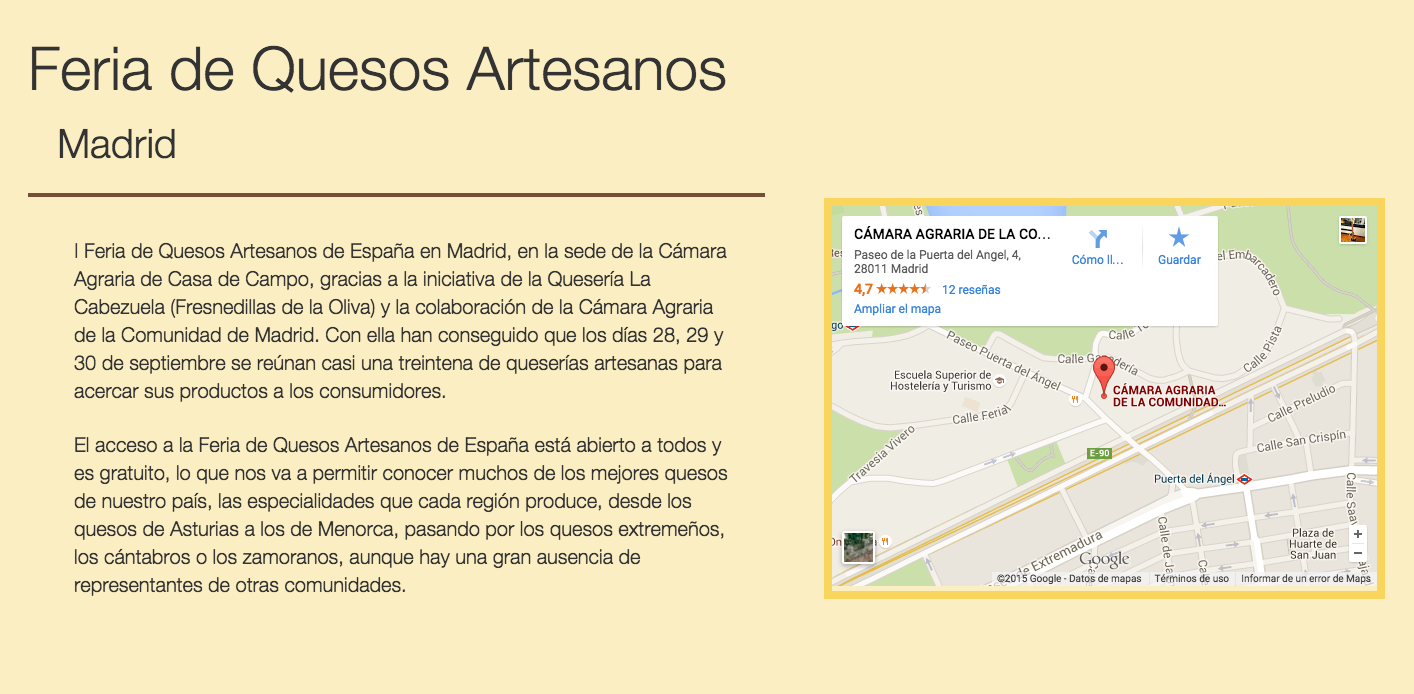 Feria de Quesos Artesanos
Madrid
I Feria de Quesos Artesanos de España en Madrid, en la sede de la Cámara
Agraria de Casa de Campo, gracias a la iniciativa de la Quesería La
Cabezuela (Fresnedillas de la Oliva) y la colaboración de la Cámara Agraria
de la Comunidad de Madrid. Con ella han conseguido que los días 28, 29 y
30 de septiembre se reúnan casi una treintena de queserías artesanas para
acercar sus productos a los consumidores.
El acceso a la Feria de Quesos Artesanos de España está abierto a todos y
es gratuito, lo que nos va a permitir conocer muchos de los mejores quesos
de nuestro país, las especialidades que cada región produce, desde los
quesos de Asturias a los de Menorca, pasando por los quesos extremeños,
los cántabros o los zamoranos, aunque hay una gran ausencia de
representantes de otras comunidades.
CÁMARA AGRARIA DE LA CO...
Paseo de la Puerta del Angel, 4,
28011 Madrid
4,7 12 reseñas
Ampliar el mapa
Cómo ll...
Guardar
el Embarcadero
Calle Pista
Paseo Puerta del Ángel
Calle Ganadería
Escuela Superior de
Hostelería y Turismo
CÁMARA AGRARIA
DE LA COMUNIDAD...
Calle Ferial
Calle Preludio
Travesia Vivero
Calle San Crispín
E-90
Puerta del Ángel
Plaza de
Huarte de
San Juan
de Extremadura
Google
+
−
©2015 Google - Datos de mapas
Términos de uso
Informar de un error de Maps